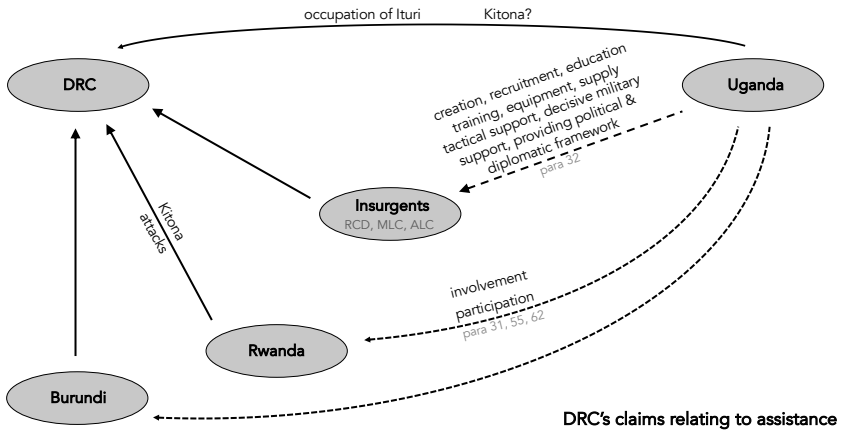 occupation of Ituri Kitona?
DRC
Uganda
creation, recruitment, education
training, equipment, supply
tactical support, decisive military
support, providing political &
diplomatic framework
para 32
Insurgents
RCD, MLC, ALC
Kitona
attacks
involvement
participation
para 31, 55, 62
Rwanda
Burundi
DRC's claims relating to assistance